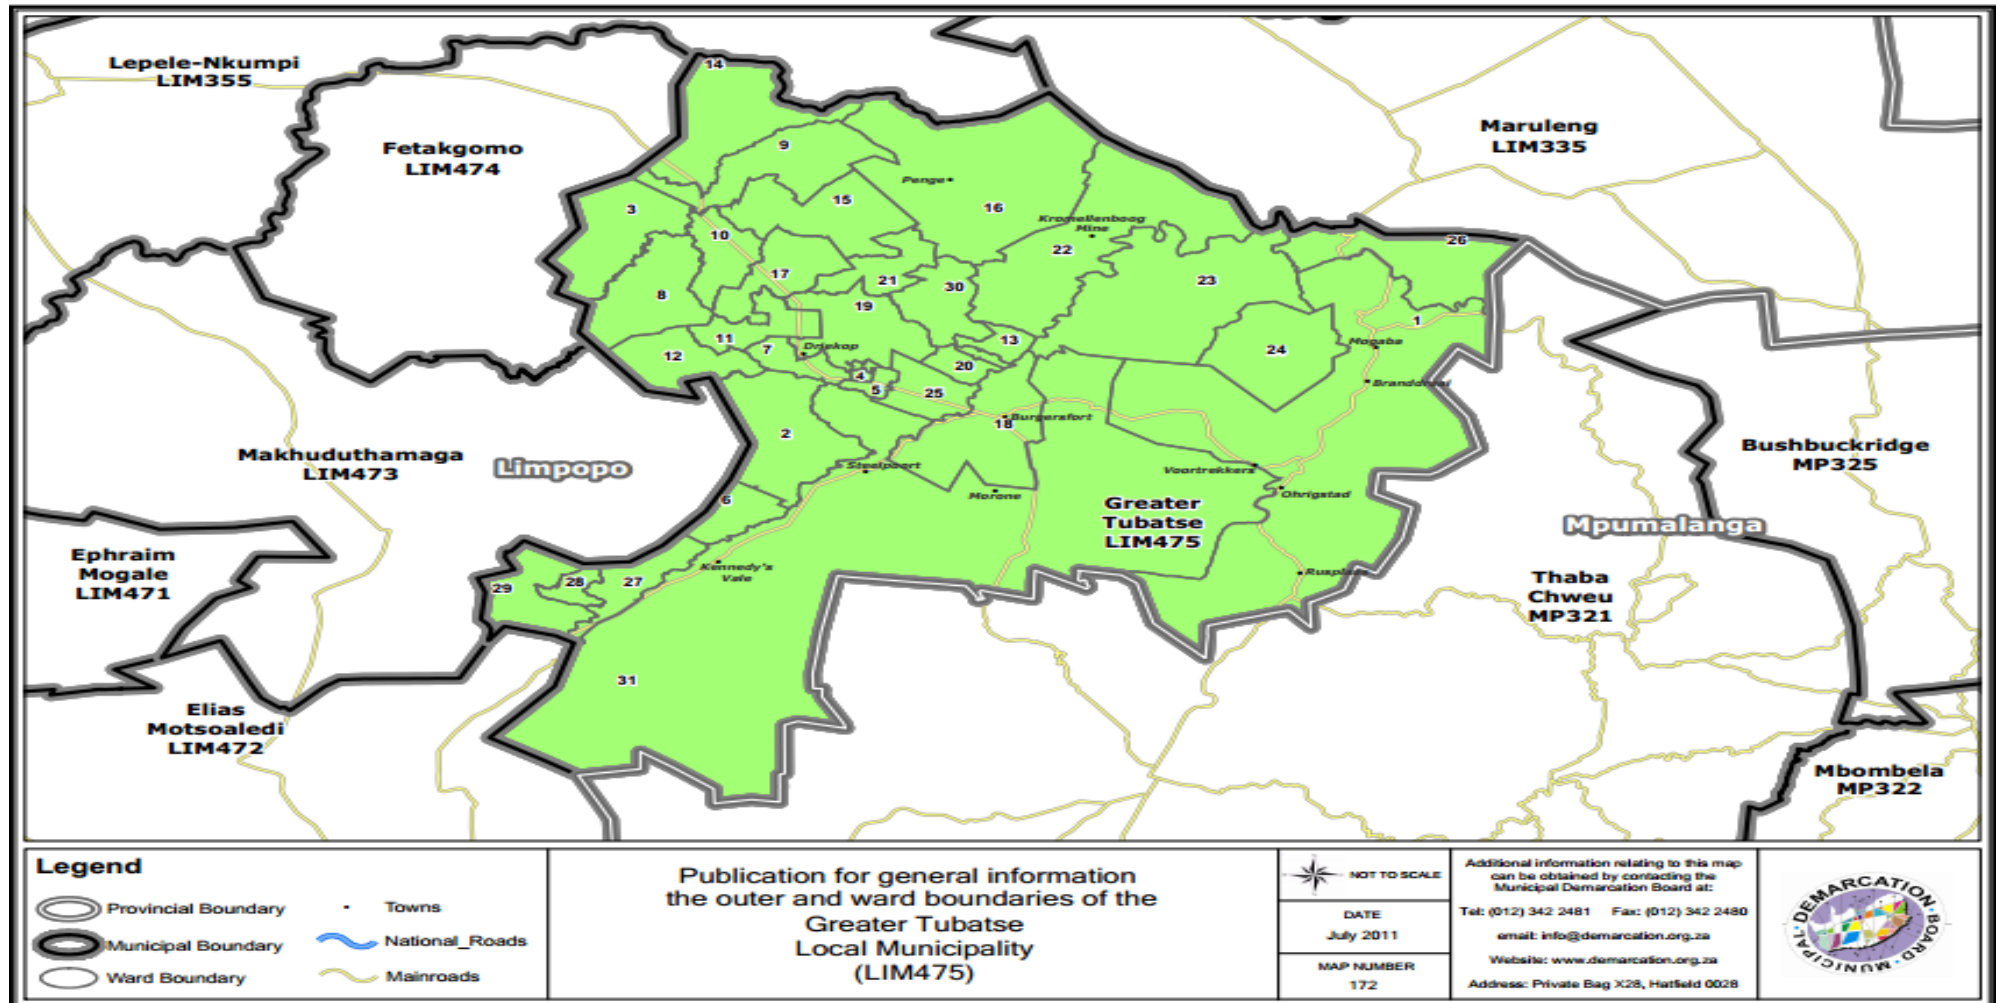 Lepele-Nkumpi
LIM355
14
Fetakgomo
LIM474
Maruleng
LIM335
9
Penge
15
3
16
10
Kromellenboog
Mine
22
26
17
21
23
8
30
19
1
11
7
Driekop
13
Mogaba
12
24
20
4
5
25
Branddraai
18
Burgersfort
2
Makhuduthamaga
LIM473
Limpopo
Steelpoort
Voortrekkers
Bushbuckridge
MP325
6
Morone
Ohrigstad
Greater
Tubatse
LIM475
Mpumalanga
Ephraim
Mogale
LIM471
29
28
27
Kennedy's
Vale
Rusplaas
Thaba
Chweu
MP321
31
Elias
Motsoaledi
LIM472
Mbombela
MP322
Legend
Provincial Boundary
Municipal Boundary
Ward Boundary
Towns
National_Roads
Mainroads
Publication for general information
the outer and ward boundaries of the
Greater Tubatse
Local Municipality
(LIM475)
NOT TO SCALE
DATE
July 2011
MAP NUMBER
172
Additional information relating to this map
can be obtained by contacting the
Municipal Demarcation Board at:
Tel: (012) 342 2481 Fax: (012) 342 2480
email: info@demarcation.org.za
Website: www.demarcation.org.za
Address: Private Bag X28, Hatfield 0028
MUNICIPAL DEMARCATION BOARD